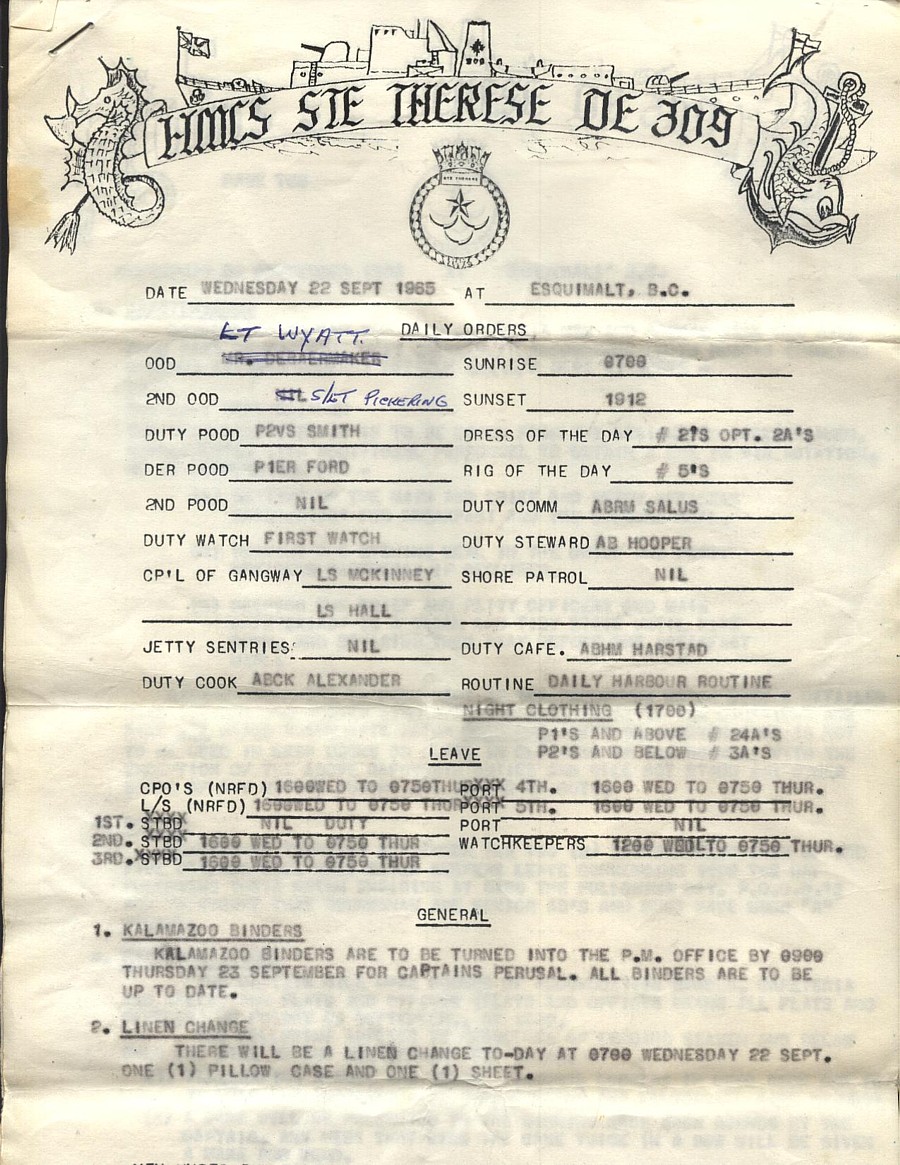 HMCS STE THERESE DE 309
STE THERESE
DATE WEDNESDAY 22 SEPT 1965 AT ESQUIMALT, B.C.
LT WYATT DAILY ORDERS
OOD MR. DERAERMAKER SUNRISE 0700
2ND OOD NIL S/LT PICKERING SUNSET 1912
DUTY POOD P2VS SMITH DRESS OF THE DAY # 2'S OPT. 2A'S
DER POOD P1ER FORD RIG OF THE DAY # 5'S
2ND POOD NIL DUTY COMM ABRM SALUS
DUTY WATCH FIRST WATCH DUTY STEWARD AB HOOPER
CP'L OF GANGWAY LS MCKINNEY SHORE PATROL NIL
LS HALL
JETTY SENTRIES: NIL DUTY CAFE. ABHM HARSTAD
DUTY COOK ABCK ALEXANDER ROUTINE DAILY HARBOUR ROUTINE
NIGHT CLOTHING (1700)
P1'S AND ABOVE # 24A'S
P2'S AND BELOW # 3A'S
LEAVE
CPO'S (NRFD) 1600WED TO 0750THUR PORT 4TH. 1600 WED TO 0750 THUR.
L/S (NRFD) 1600WED TO 0750 THUR PORT 5TH. 1600 WED TO 0750 THUR.
1ST. STBD NIL DUTY PORT NIL
2ND. STBD 1600 WED TO 0750 THUR WATCHKEEPERS 1200 WED TO 0750 THUR.
3RD. STBD 1600 WED TO 0750 THUR
GENERAL
1. KALAMAZOO BINDERS
KALAMAZOO BINDERS ARE TO BE TURNED INTO THE P.M. OFFICE BY 0900
THURSDAY 23 SEPTEMBER FOR CAPTAINS PERUSAL. ALL BINDERS ARE TO BE
UP TO DATE.
2. LINEN CHANGE
THERE WILL BE A LINEN CHANGE TO-DAY AT 0700 WEDNESDAY 22 SEPT.
ONE (1) PILLOW CASE AND ONE (1) SHEET.